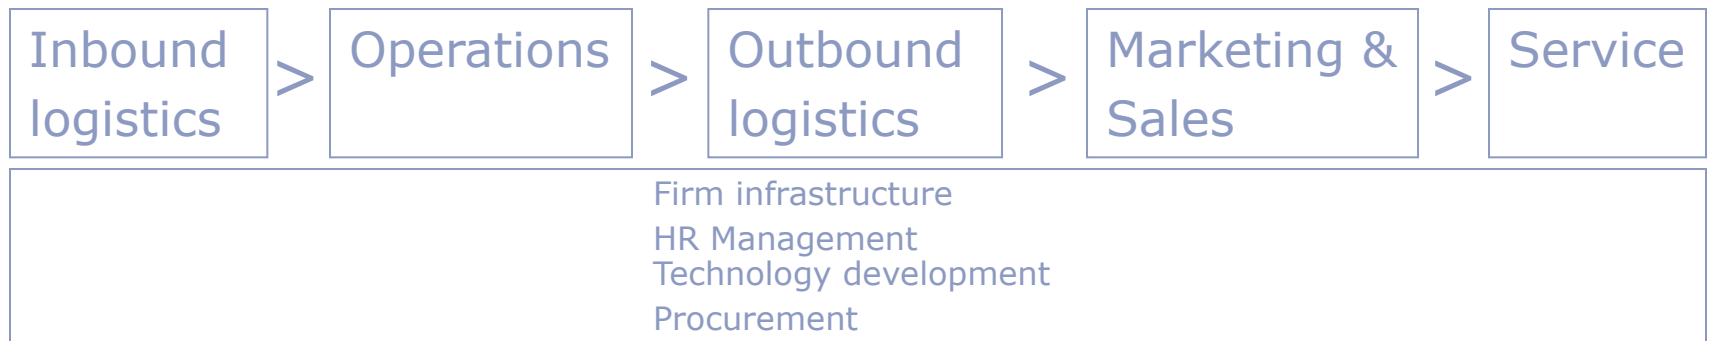 Inbound
logistics
>
Operations
>
Outbound
logistics
>
Marketing &
Sales
>
Service
Firm infrastructure
HR Management
Technology development
Procurement